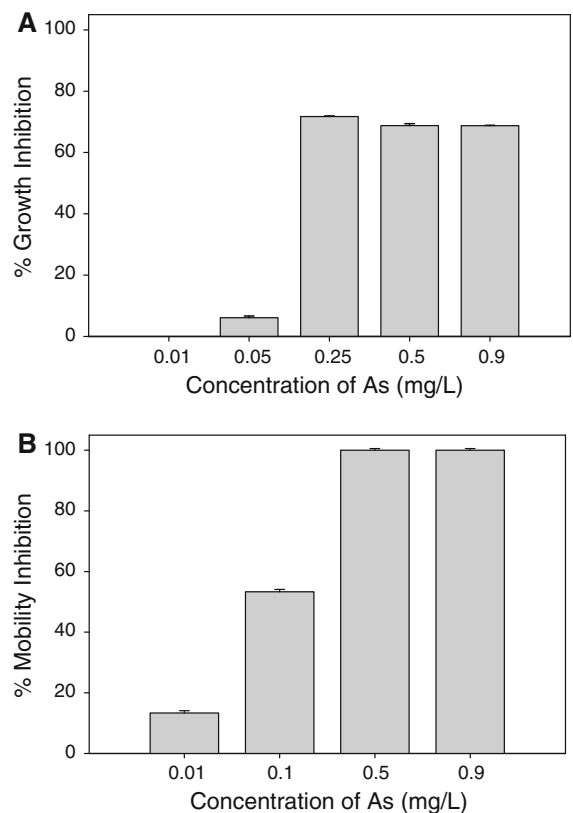 A
% Growth Inhibition
100
80
60
40
20
0
0.01 0.05 0.25 0.5 0.9
Concentration of As (mg/L)
B
% Mobility Inhibition
100
80
60
40
20
0
0.01 0.1 0.5 0.9
Concentration of As (mg/L)